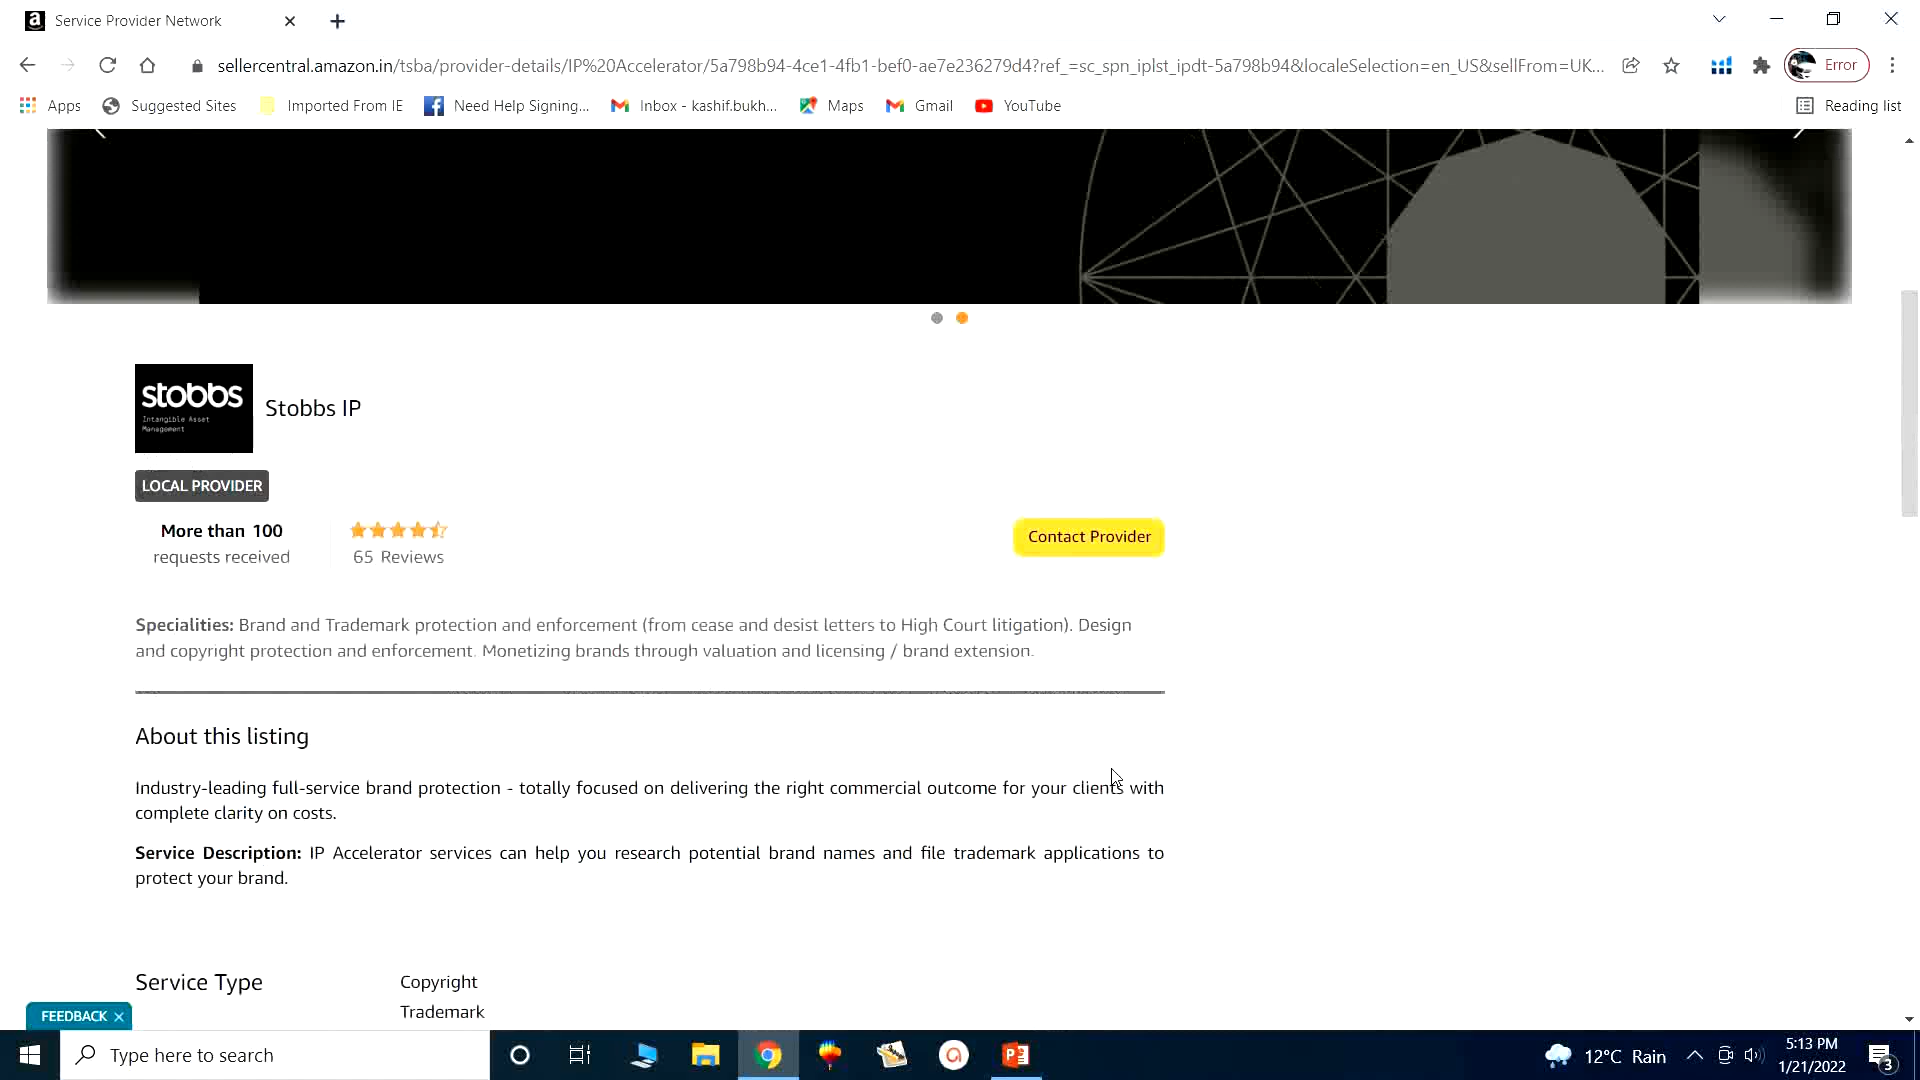 Service Provider Network
sellercentral.amazon.in/tsba/provider-details/IP%20Accelerator/5a798b94-4ce1-4fb1-bef0-ae7e236279d4?ref_=sc_spn_iplst_ipdt-5a798b94&localeSelection=en_US&sellFrom=UK...
Error
Apps
Suggested Sites
Imported From IE
Need Help Signing...
Inbox - kashif.bukh...
Maps
Gmail
YouTube
Reading list
stobbs
Intangible Asset
Management
Stobbs IP
LOCAL PROVIDER
More than 100
requests received
65 Reviews
Contact Provider
Specialities: Brand and Trademark protection and enforcement (from cease and desist letters to High Court litigation). Design
and copyright protection and enforcement. Monetizing brands through valuation and licensing / brand extension.
About this listing
Industry-leading full-service brand protection - totally focused on delivering the right commercial outcome for your clients with
complete clarity on costs.
Service Description: IP Accelerator services can help you research potential brand names and file trademark applications to
protect your brand.
Service Type
Copyright
Trademark
FEEDBACK
Type here to search
12°C Rain
5:13 PM
1/21/2022
3